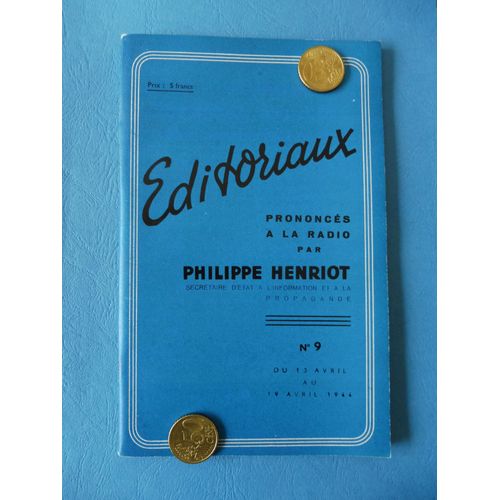 Prix : 5 francs
Editoriaux
PRONONCÉS
A LA RADIO
PAR
PHILIPPE HENRIOT
SECRÉTAIRE D'ÉTAT A L'INFORMATION ET A LA
PROPAGANDE
N° 9
DU 13 AVRIL
AU
19 AVRIL 1944